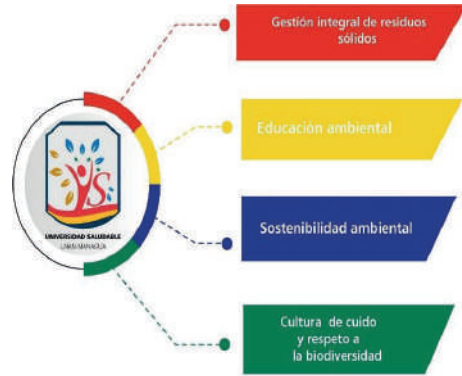 Gestión integral de residuos
sólidos
Educación ambiental
Sostenibilidad ambiental
Cultura de cuido
y respeto a
la biodiversidad
UNIVERSIDAD SALUDABLE
UNAN-MANAGUA